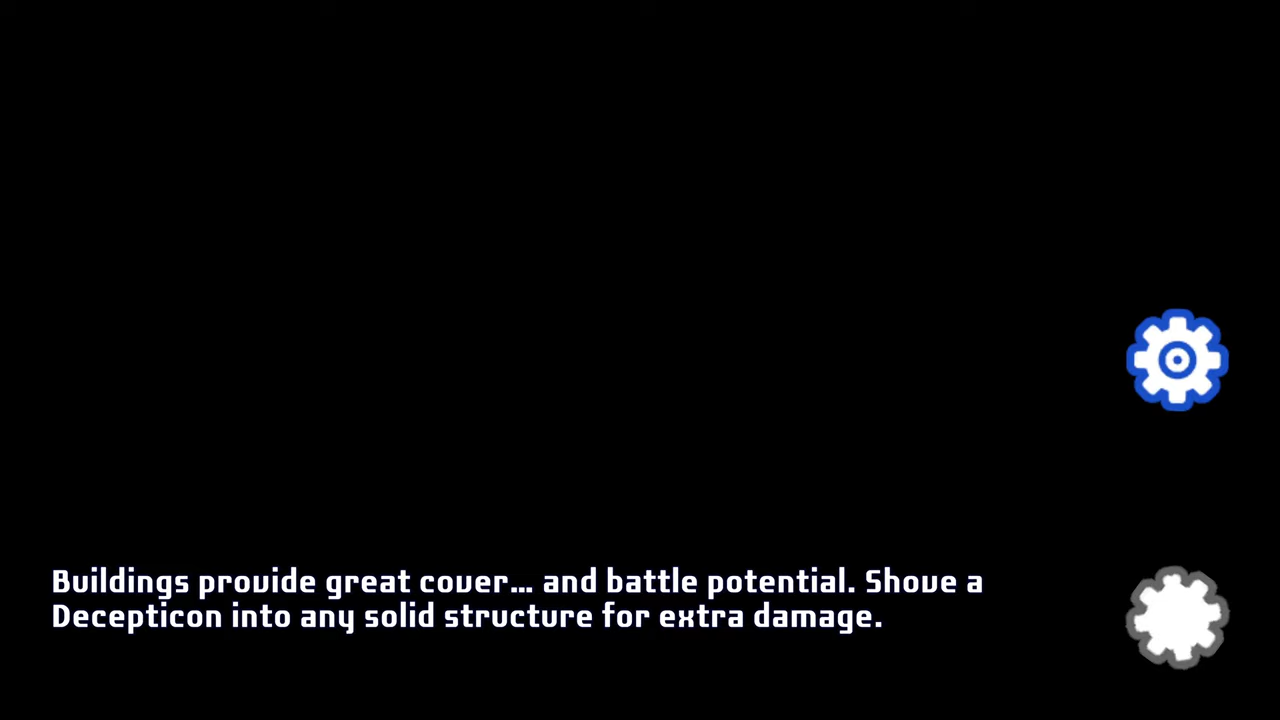 Buildings provide great cover... and battle potential. Shove a
Decepticon into any solid structure for extra damage.